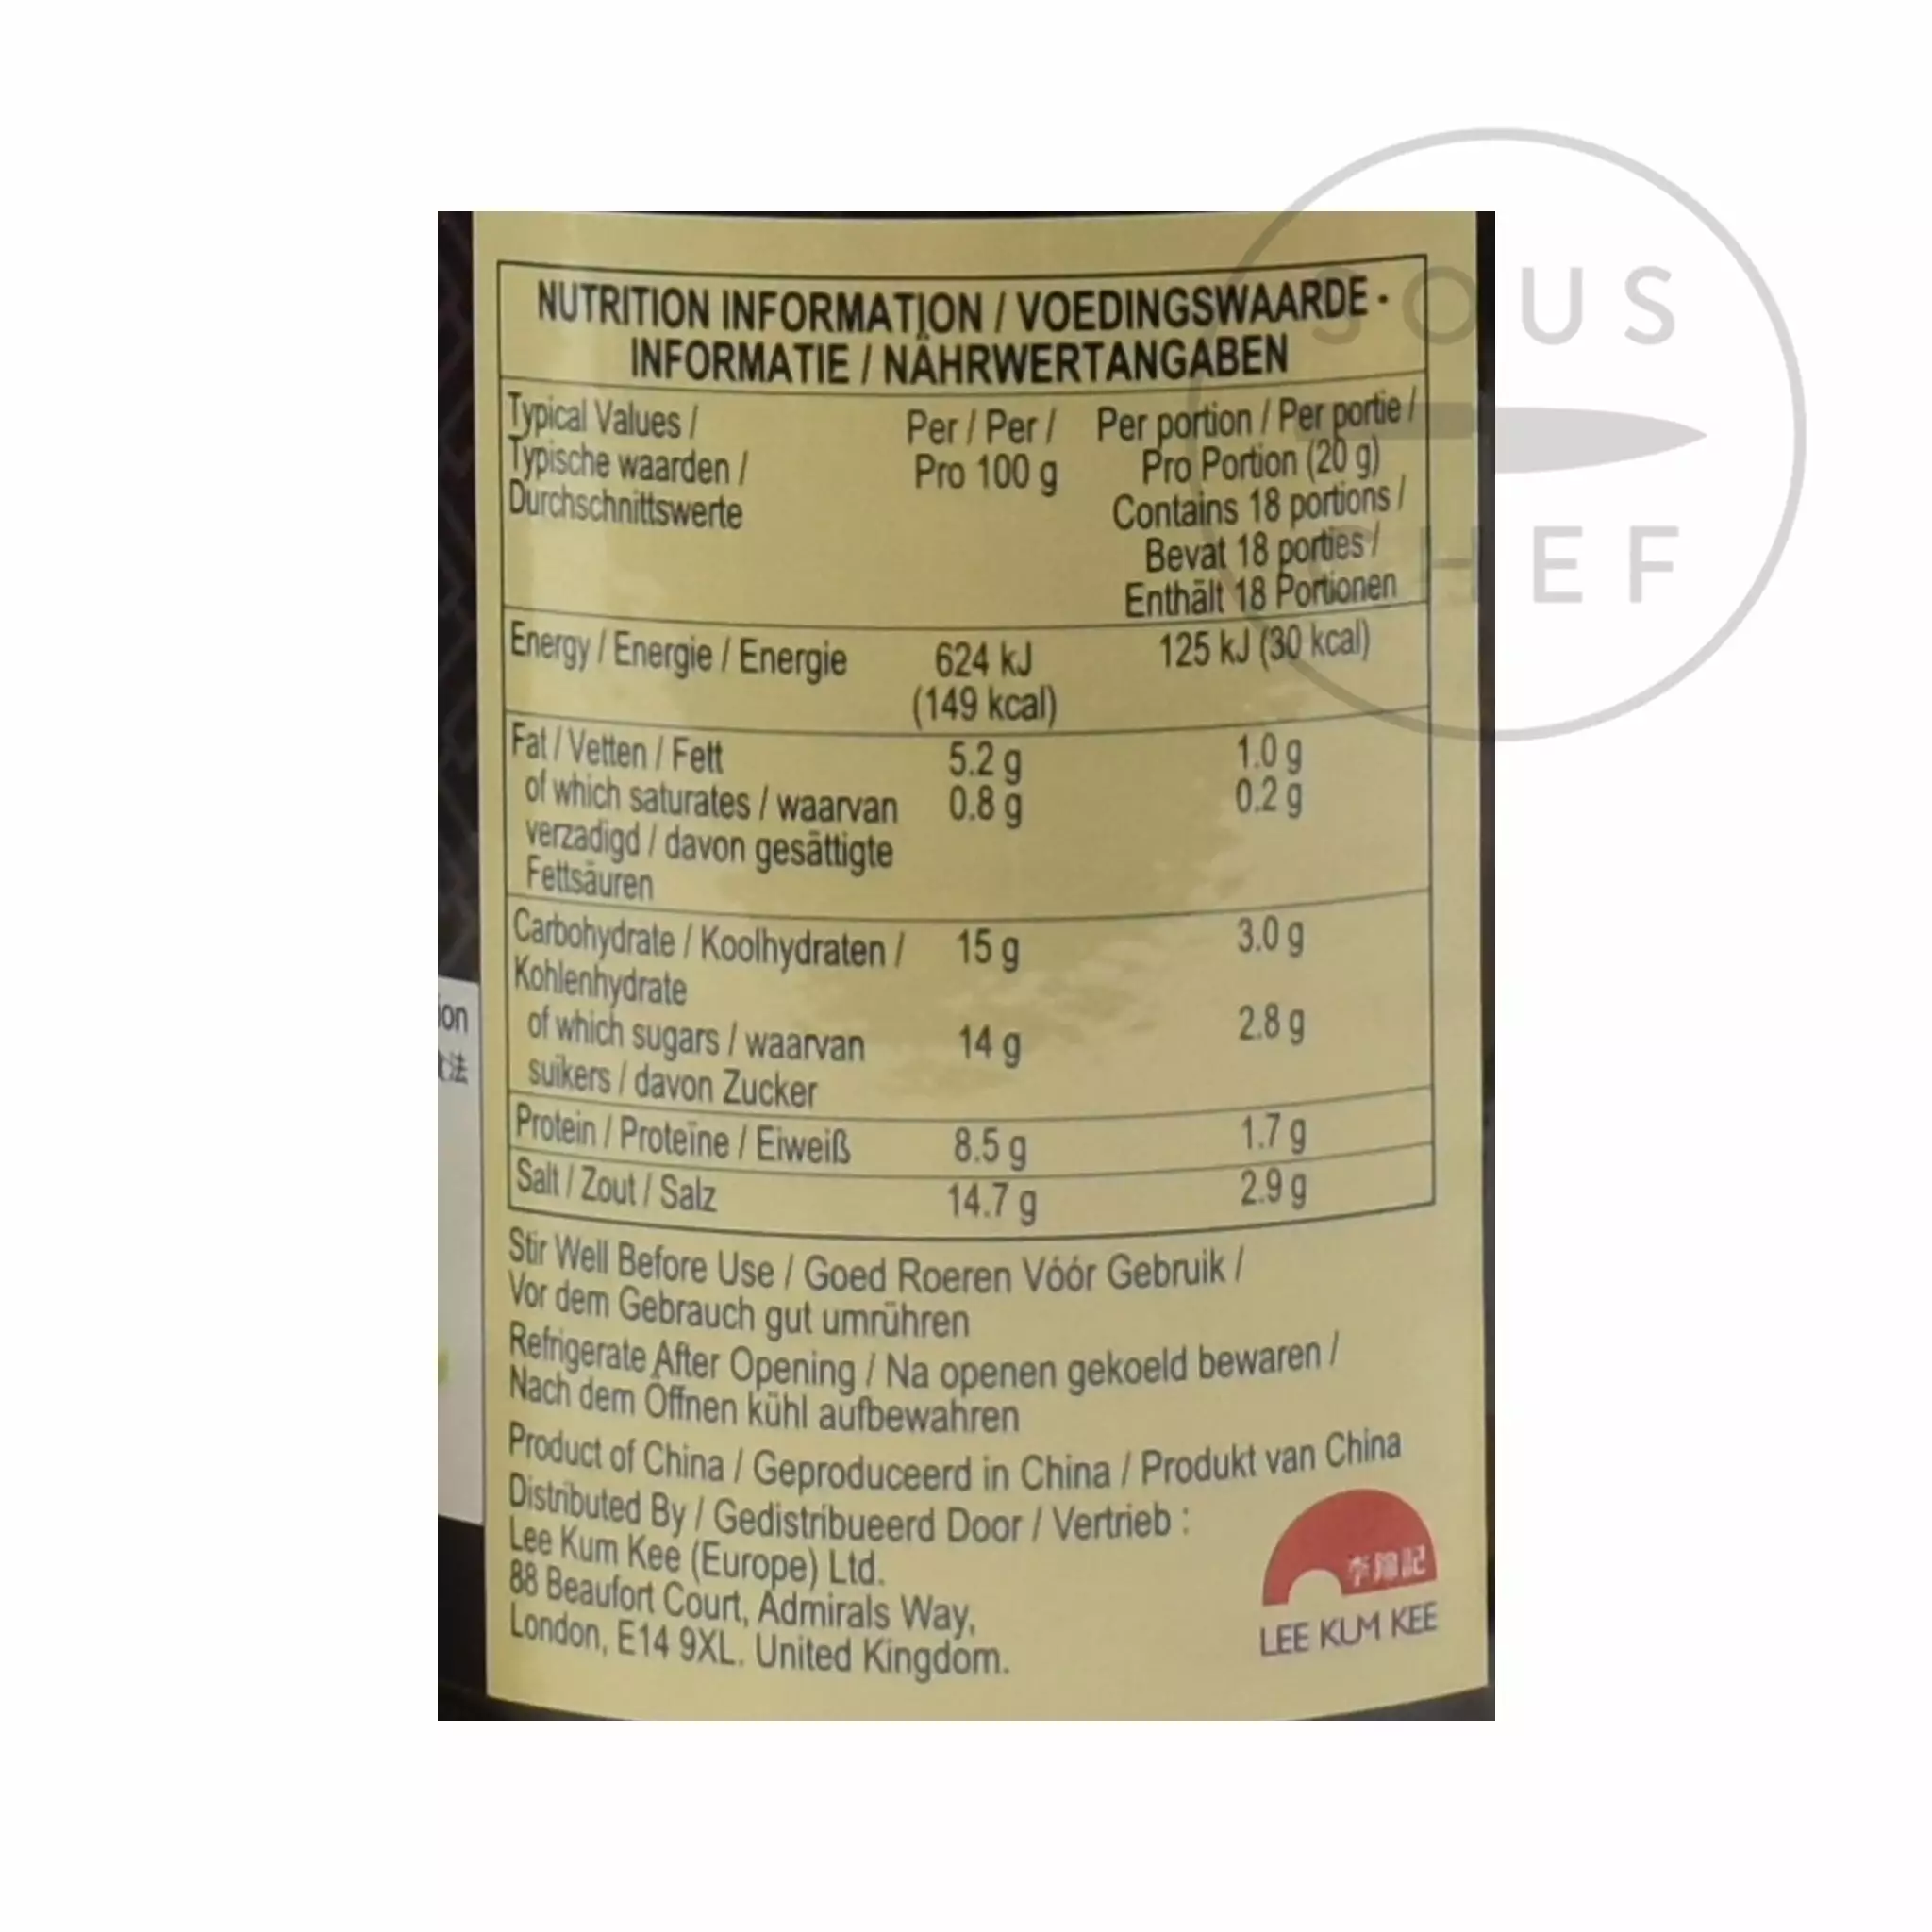 SOUS
CHEF
NUTRITION INFORMATION / VOEDINGSWAARDE -
INFORMATIE / NÄHRWERTANGABEN
Typical Values / Per / Per / Per portion / Per portie /
Typische waarden / Pro 100 g Pro Portion (20 g)
Durchschnittswerte Contains 18 portions /
Bevat 18 porties /
Enthält 18 Portionen
Energy / Energie / Energie 624 kJ 125 kJ (30 kcal)
(149 kcal)
Fat / Vetten / Fett 5.2 g 1.0 g
of which saturates / waarvan 0.8 g 0.2 g
verzadigd / davon gesättigte
Fettsäuren
Carbohydrate / Koolhydraten / 15 g 3.0 g
Kohlenhydrate
of which sugars / waarvan 14 g 2.8 g
suikers / davon Zucker
Protein / Proteïne / Eiweiß 8.5 g 1.7 g
Salt / Zout / Salz 14.7 g 2.9 g
Stir Well Before Use / Goed Roeren Vóór Gebruik /
Vor dem Gebrauch gut umrühren
Refrigerate After Opening / Na openen gekoeld bewaren /
Nach dem Öffnen kühl aufbewahren
Product of China / Geproduceerd in China / Produkt van China
Distributed By / Gedistribueerd Door / Vertrieb :
Lee Kum Kee (Europe) Ltd.
88 Beaufort Court, Admirals Way,
London, E14 9XL. United Kingdom.
李錦記
LEE KUM KEE
ion
法